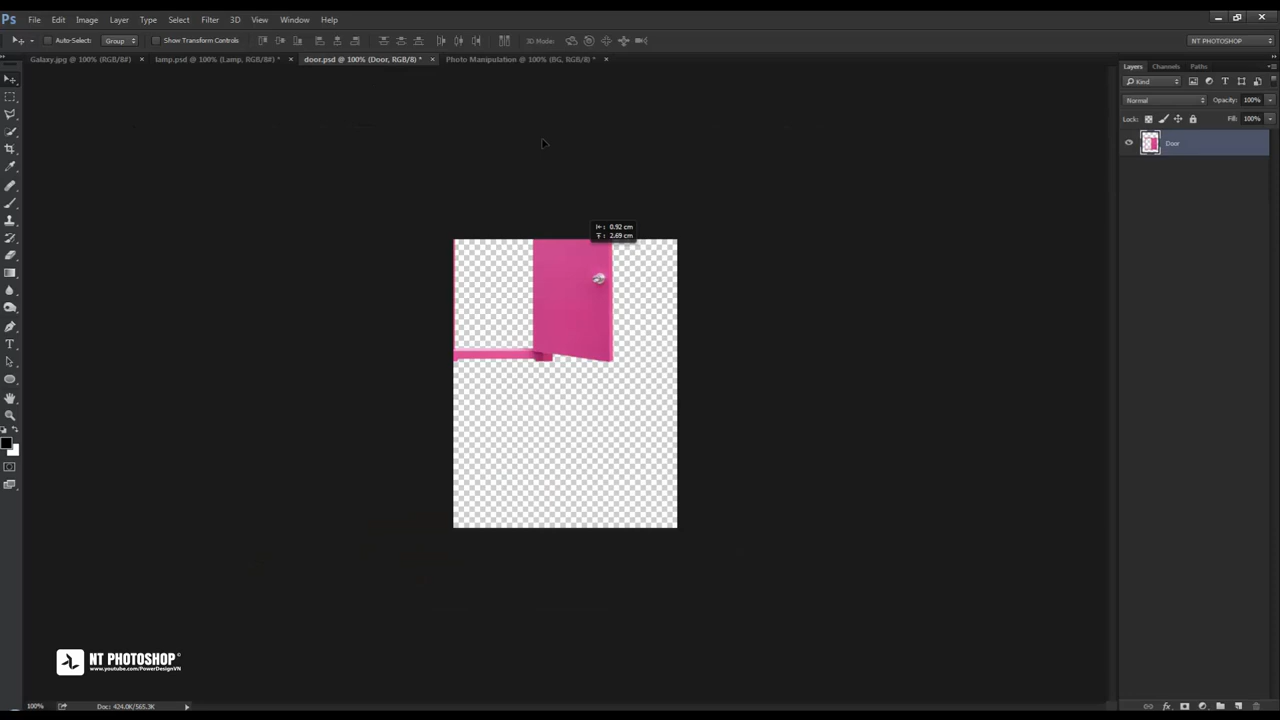 Ps File Edit Image Layer Type Select Filter 3D View Window Help
Auto-Select: Group Show Transform Controls 3D Mode: NT PHOTOSHOP
Galaxy.jpg @ 100% (RGB/8#) × lamp.psd @ 100% (Lamp, RGB/8#) * × door.psd @ 100% (Door, RGB/8) * × Photo Manipulation @ 100% (BG, RGB/8) * ×
Layers Channels Paths
Kind
Normal Opacity: 100%
Lock: Fill: 100%
Door
0.92 cm
2.69 cm
NT PHOTOSHOP
www.youtube.com/PowerDesignVN
100% Doc: 424.0K/565.3K